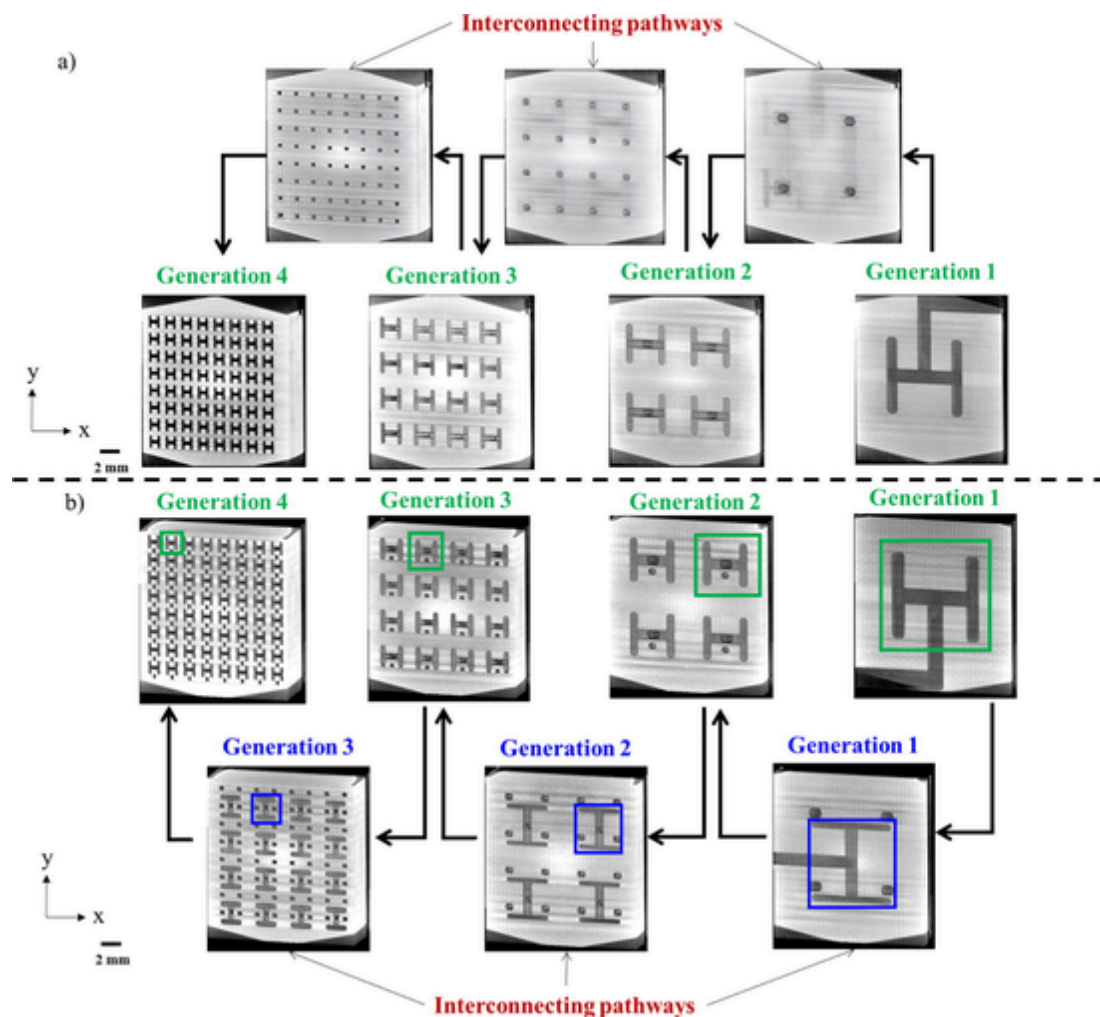 Interconnecting pathways
a)
Generation 4
Generation 3
Generation 2
Generation 1
y
x
2 mm
b)
Generation 4
Generation 3
Generation 2
Generation 1
Generation 3
Generation 2
Generation 1
y
x
2 mm
Interconnecting pathways